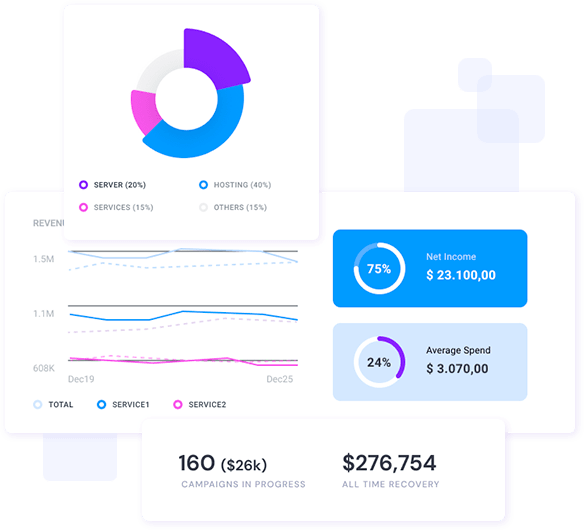 SERVER (20%)
HOSTING (40%)
SERVICES (15%)
OTHERS (15%)
1.5M
1.1M
608K
Dec19
Dec25
TOTAL
SERVICE1
SERVICE2
75%
Net Income
$ 23.100,00
24%
Average Spend
$ 3.070,00
160 ($26k)
CAMPAIGNS IN PROGRESS
$276,754
ALL TIME RECOVERY